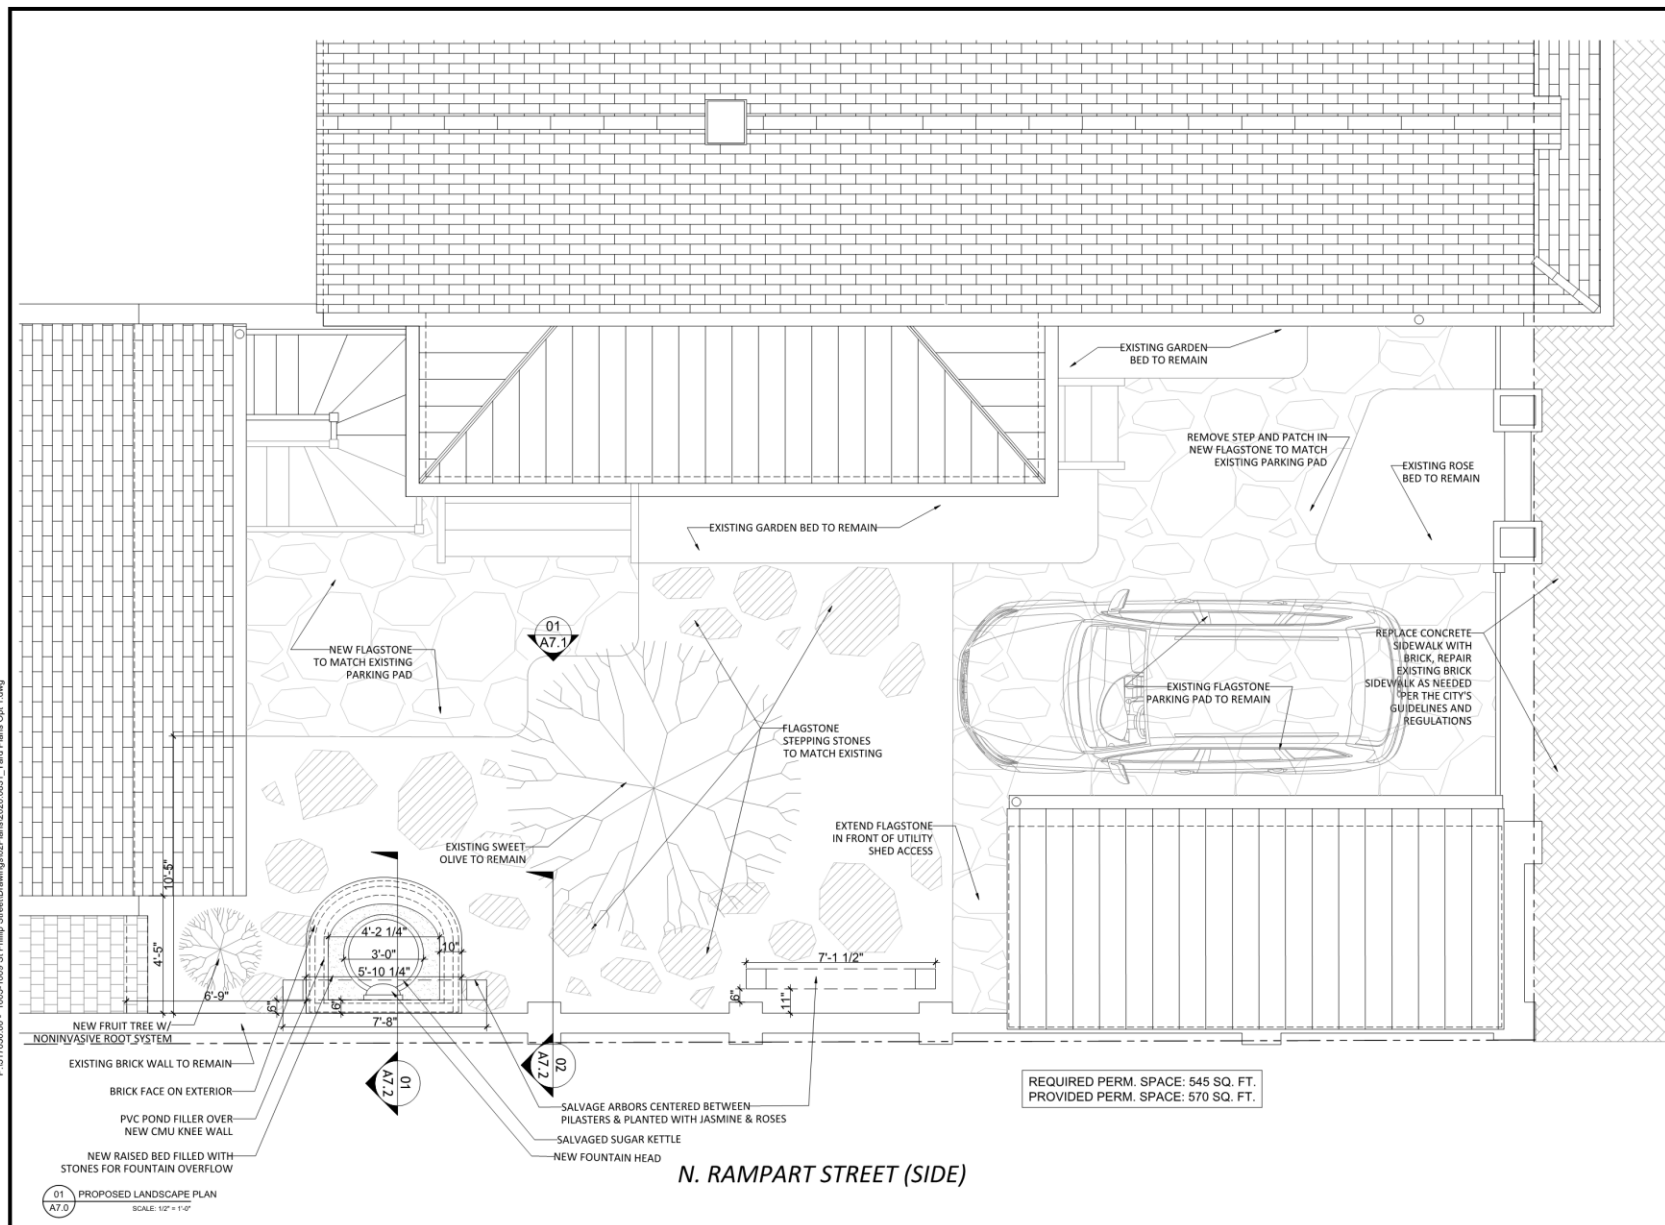 EXISTING GARDEN
BED TO REMAIN
REMOVE STEP AND PATCH IN
NEW FLAGSTONE TO MATCH
EXISTING PARKING PAD
EXISTING ROSE
BED TO REMAIN
EXISTING GARDEN BED TO REMAIN
01
A7.1
NEW FLAGSTONE
TO MATCH EXISTING
PARKING PAD
REPLACE CONCRETE
SIDEWALK WITH
BRICK, REPAIR
EXISTING BRICK
SIDEWALK AS NEEDED
PER THE CITY'S
GUIDELINES AND
REGULATIONS
EXISTING FLAGSTONE
PARKING PAD TO REMAIN
FLAGSTONE
STEPPING STONES
TO MATCH EXISTING
EXISTING SWEET
OLIVE TO REMAIN
EXTEND FLAGSTONE
IN FRONT OF UTILITY
SHED ACCESS
10'-5"
4'-5"
4'-2 1/4"
10"
3'-0"
5'-10 1/4"
6'-9"
6"
6"
7'-8"
7'-1 1/2"
6"
11"
NEW FRUIT TREE W/
NONINVASIVE ROOT SYSTEM
EXISTING BRICK WALL TO REMAIN
BRICK FACE ON EXTERIOR
PVC POND FILLER OVER
NEW CMU KNEE WALL
NEW RAISED BED FILLED WITH
STONES FOR FOUNTAIN OVERFLOW
01
A7.2
02
A7.2
SALVAGE ARBORS CENTERED BETWEEN
PILASTERS & PLANTED WITH JASMINE & ROSES
SALVAGED SUGAR KETTLE
NEW FOUNTAIN HEAD
REQUIRED PERM. SPACE: 545 SQ. FT.
PROVIDED PERM. SPACE: 570 SQ. FT.
N. RAMPART STREET (SIDE)
01
A7.0
PROPOSED LANDSCAPE PLAN
SCALE: 1/2" = 1'-0"